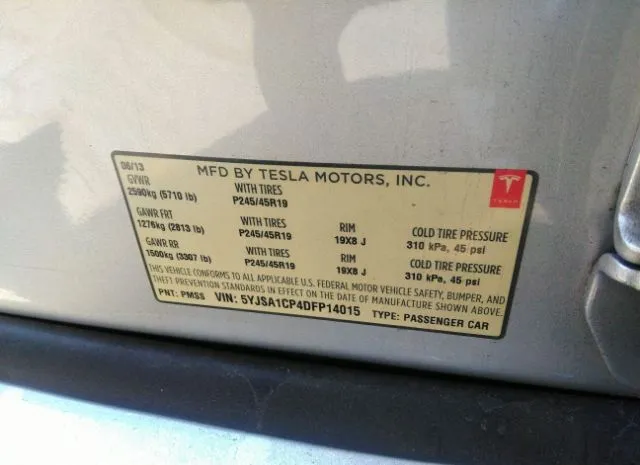 06/13 MFD BY TESLA MOTORS, INC.
GVWR WITH TIRES
2590kg (5710 lb) P245/45R19
GAWR FRT WITH TIRES RIM COLD TIRE PRESSURE
1276kg (2813 lb) P245/45R19 19X8 J 310 kPa, 45 psi
GAWR RR WITH TIRES RIM COLD TIRE PRESSURE
1500kg (3307 lb) P245/45R19 19X8 J 310 kPa, 45 psi
THIS VEHICLE CONFORMS TO ALL APPLICABLE U.S. FEDERAL MOTOR VEHICLE SAFETY, BUMPER, AND
THEFT PREVENTION STANDARDS IN EFFECT ON THE DATE OF MANUFACTURE SHOWN ABOVE.
PNT: PMSS VIN: 5YJSA1CP4DFP14015 TYPE: PASSENGER CAR
TESLA